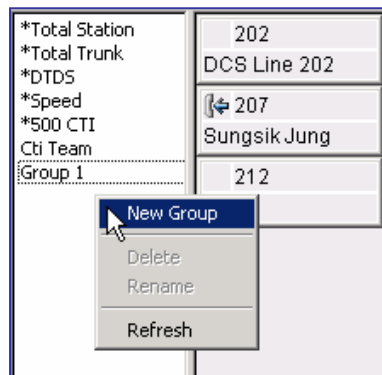 *Total Station
*Total Trunk
*DTDS
*Speed
*500 CTI
Cti Team
Group 1
202
DCS Line 202
207
Sungsik Jung
212
New Group
Delete
Rename
Refresh